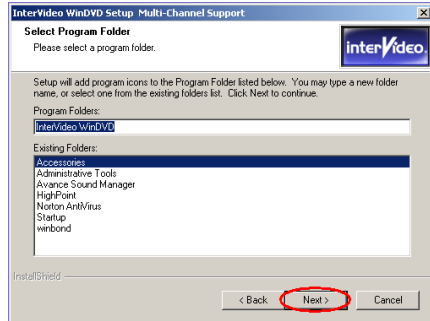 InterVideo WinDVD Setup Multi-Channel Support
Select Program Folder
Please select a program folder.
interVideo.
Setup will add program icons to the Program Folder listed below. You may type a new folder
name, or select one from the existing folders list. Click Next to continue.
Program Folders:
InterVideo WinDVD
Existing Folders:
Accessories
Administrative Tools
Avance Sound Manager
HighPoint
Norton AntiVirus
Startup
winbond
InstallShield
< Back Next > Cancel